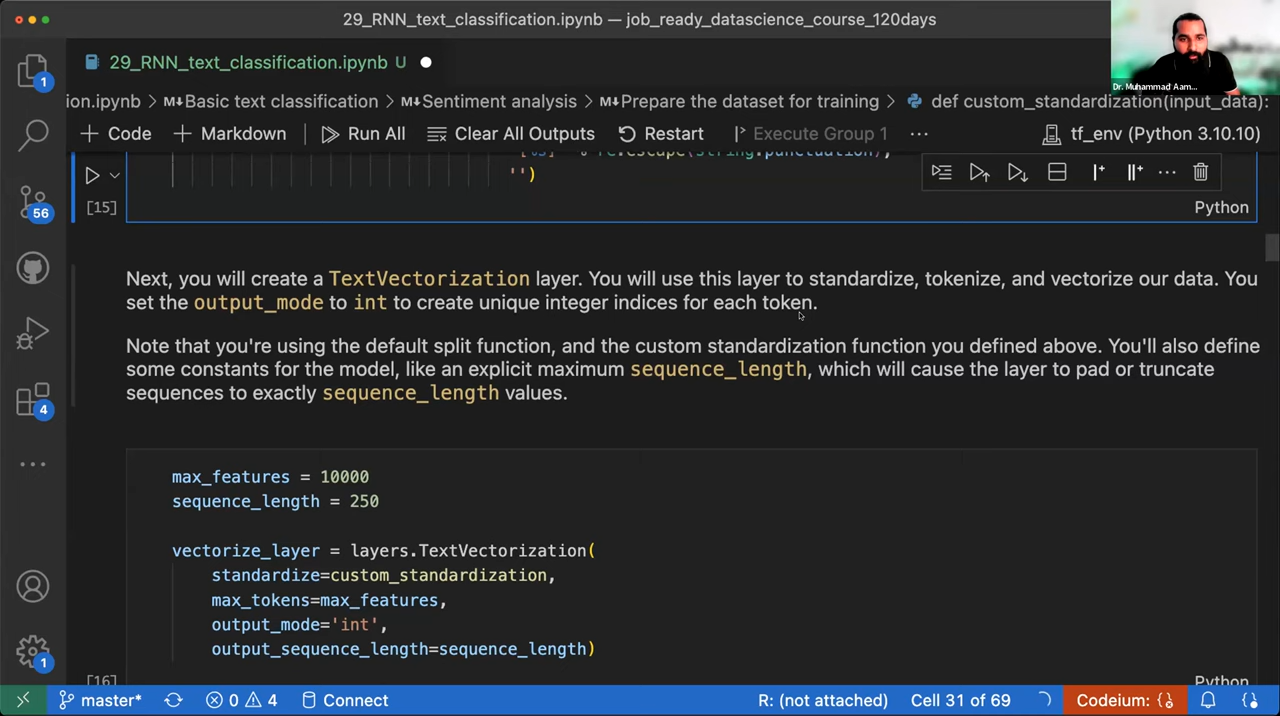 29_RNN_text_classification.ipynb — job_ready_datascience_course_120days
Dr. Muhammad Aam...
1
29_RNN_text_classification.ipynb U
ion.ipynb > M↓Basic text classification > M↓Sentiment analysis > M↓Prepare the dataset for training > def custom_standardization(input_data):
+ Code + Markdown Run All Clear All Outputs Restart Execute Group 1 ... tf_env (Python 3.10.10)
'')
[15]
Python
56
Next, you will create a TextVectorization layer. You will use this layer to standardize, tokenize, and vectorize our data. You
set the output_mode to int to create unique integer indices for each token.
Note that you're using the default split function, and the custom standardization function you defined above. You'll also define
some constants for the model, like an explicit maximum sequence_length, which will cause the layer to pad or truncate
sequences to exactly sequence_length values.
4
max_features = 10000
sequence_length = 250
vectorize_layer = layers.TextVectorization(
standardize=custom_standardization,
max_tokens=max_features,
output_mode='int',
output_sequence_length=sequence_length)
[16]
Python
1
master* 0 4 Connect R: (not attached) Cell 31 of 69 Codeium: {}